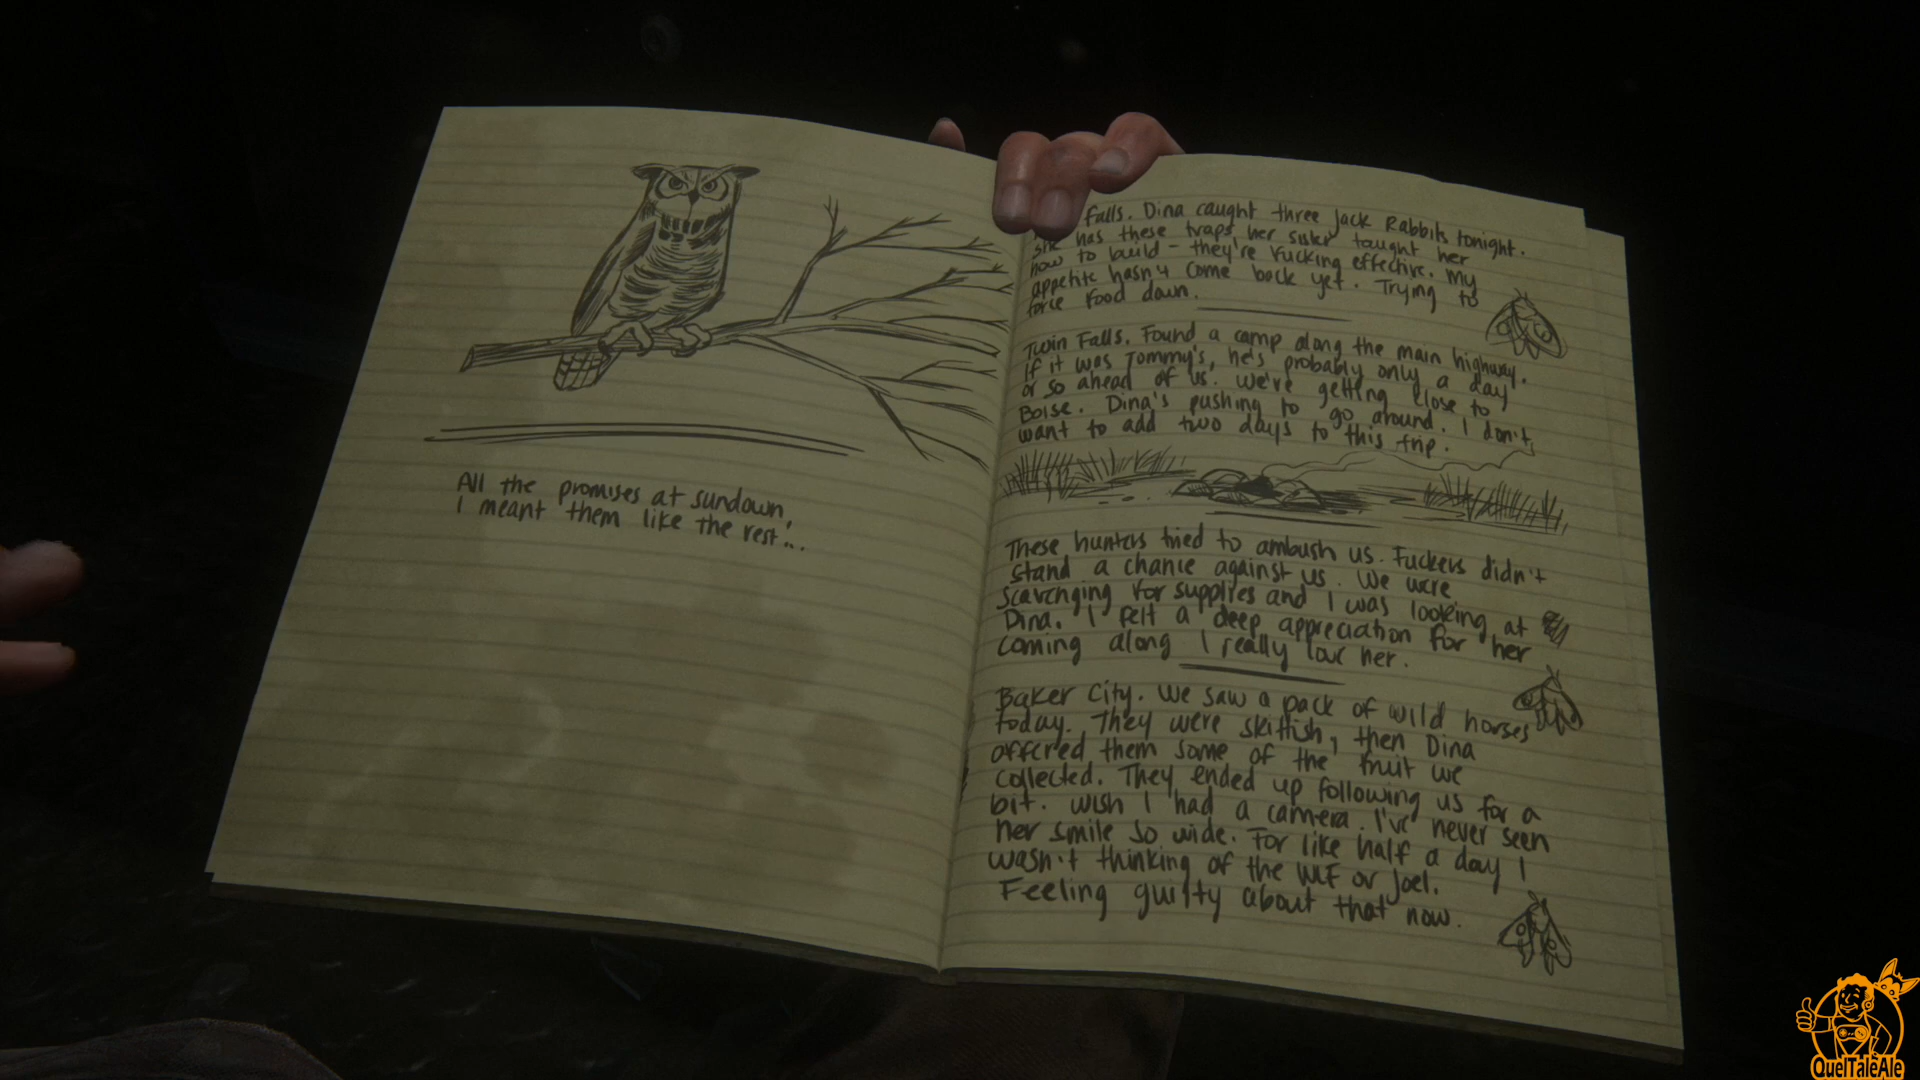 All the promises at sundown,
I meant them like the rest...
Falls. Dina caught three jack Rabbits tonight.
She has these traps her sister taught her
how to build - they're fucking effective. My
appetite hasn't come back yet. Trying to
force food down.
Twin Falls. Found a camp along the main highway.
If it was Tommy's, he's probably only a day
or so ahead of us. We're getting close to
Boise. Dina's pushing to go around. I don't
want to add two days to this trip.
These hunters tried to ambush us. Fuckers didn't
stand a chance against us. We were
scavenging for supplies and I was looking at
Dina. I felt a deep appreciation for her
coming along I really love her.
Baker City. We saw a pack of wild horses
today. They were skittish, then Dina
offered them some of the fruit we
collected. They ended up following us for a
bit. Wish I had a camera. I've never seen
her smile so wide. For like half a day I
wasn't thinking of the WLF or Joel.
Feeling guilty about that now.
QuelTaleAle